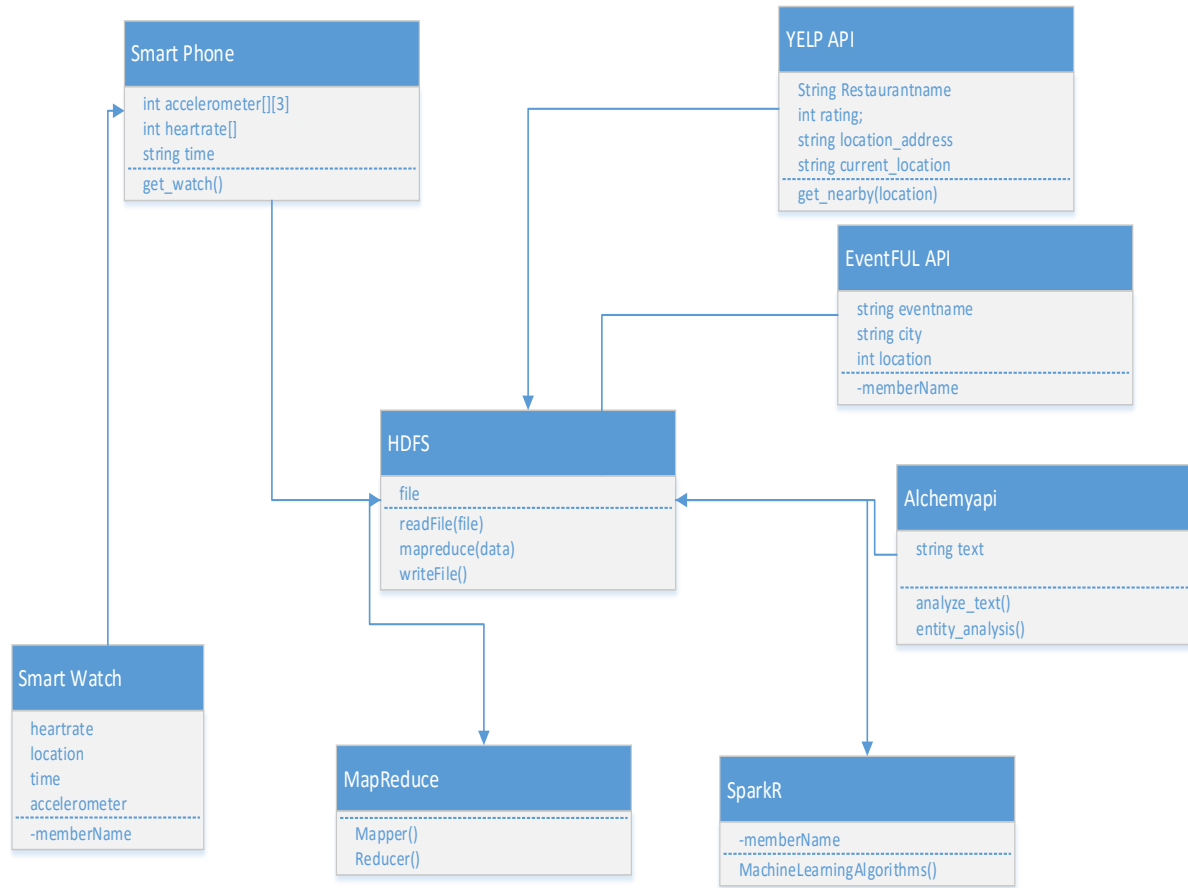 Smart Phone
int accelerometer[][3]
int heartrate[]
string time
get_watch()
YELP API
String Restaurantname
int rating;
string location_address
string current_location
get_nearby(location)
EventFUL API
string eventname
string city
int location
-memberName
HDFS
file
readFile(file)
mapreduce(data)
writeFile()
Alchemyapi
string text
analyze_text()
entity_analysis()
Smart Watch
heartrate
location
time
accelerometer
-memberName
MapReduce
Mapper()
Reducer()
SparkR
-memberName
MachineLearningAlgorithms()